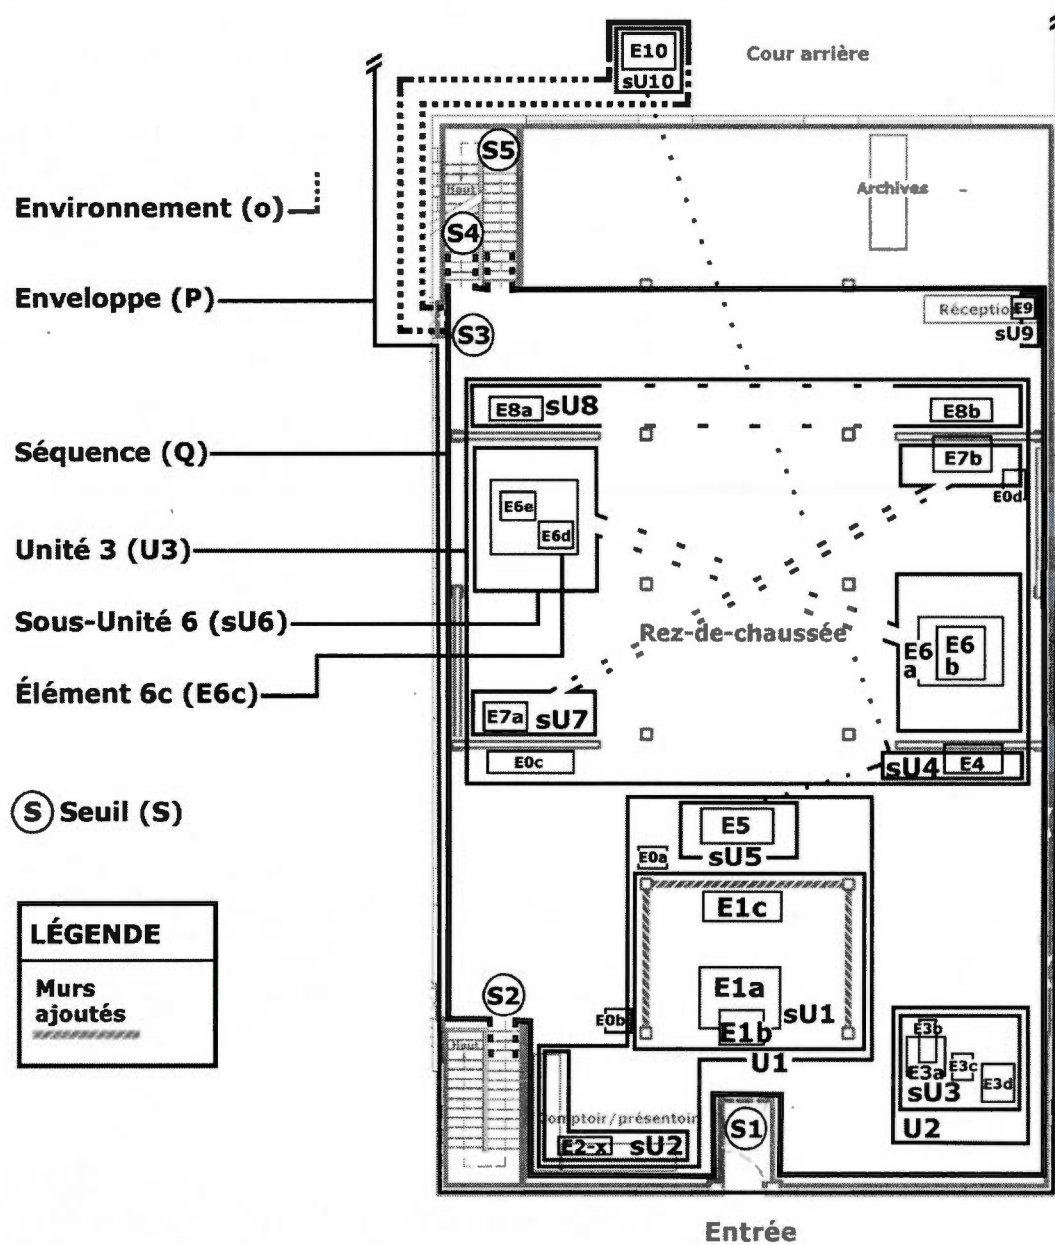 E10
sU10
Cour arrière
S5
Haut
Archives
Environnement (o)
S4
Enveloppe (P)
S3
Réception
E9
sU9
E8a
sU8
E8b
Séquence (Q)
E7b
E0d
E6e
E6d
Unité 3 (U3)
Sous-Unité 6 (sU6)
Rez-de-chaussée
E6
a
E6
b
Élément 6c (E6c)
E7a
sU7
E0c
sU4
E4
S Seuil (S)
E5
sU5
E0a
E1c
LÉGENDE
Murs
ajoutés
S2
E1a
sU1
E0b
E1b
U1
Haut
E3b
E3a
E3c
E3d
sU3
U2
Comptoir/présentoir
S1
E2-x
sU2
Entrée